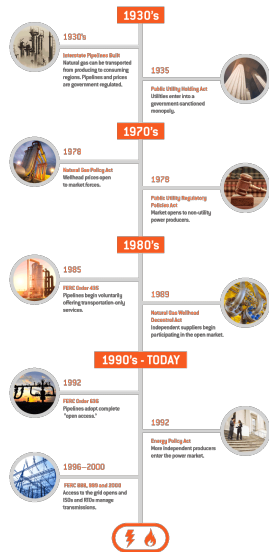 1930's
1930's
Interstate Pipelines Built
Natural gas can be transported
from producing to consuming
regions. Pipelines and prices
are government regulated.
1935
Public Utility Holding Act
Utilities enter into a
government-sanctioned
monopoly.
1970's
1978
Natural Gas Policy Act
Wellhead prices open
to market forces.
1978
Public Utility Regulatory
Policies Act
Market opens to non-utility
power producers.
1980's
1985
FERC Order 436
Pipelines begin voluntarily
offering transportation-only
services.
1989
Natural Gas Wellhead
Decontrol Act
Independent suppliers begin
participating in the open market.
1990's - TODAY
1992
FERC Order 636
Pipelines adopt complete
"open access."
1992
Energy Policy Act
More independent producers
enter the power market.
1996–2000
FERC 888, 889 and 2000
Access to the grid opens and
ISOs and RTOs manage
transmissions.